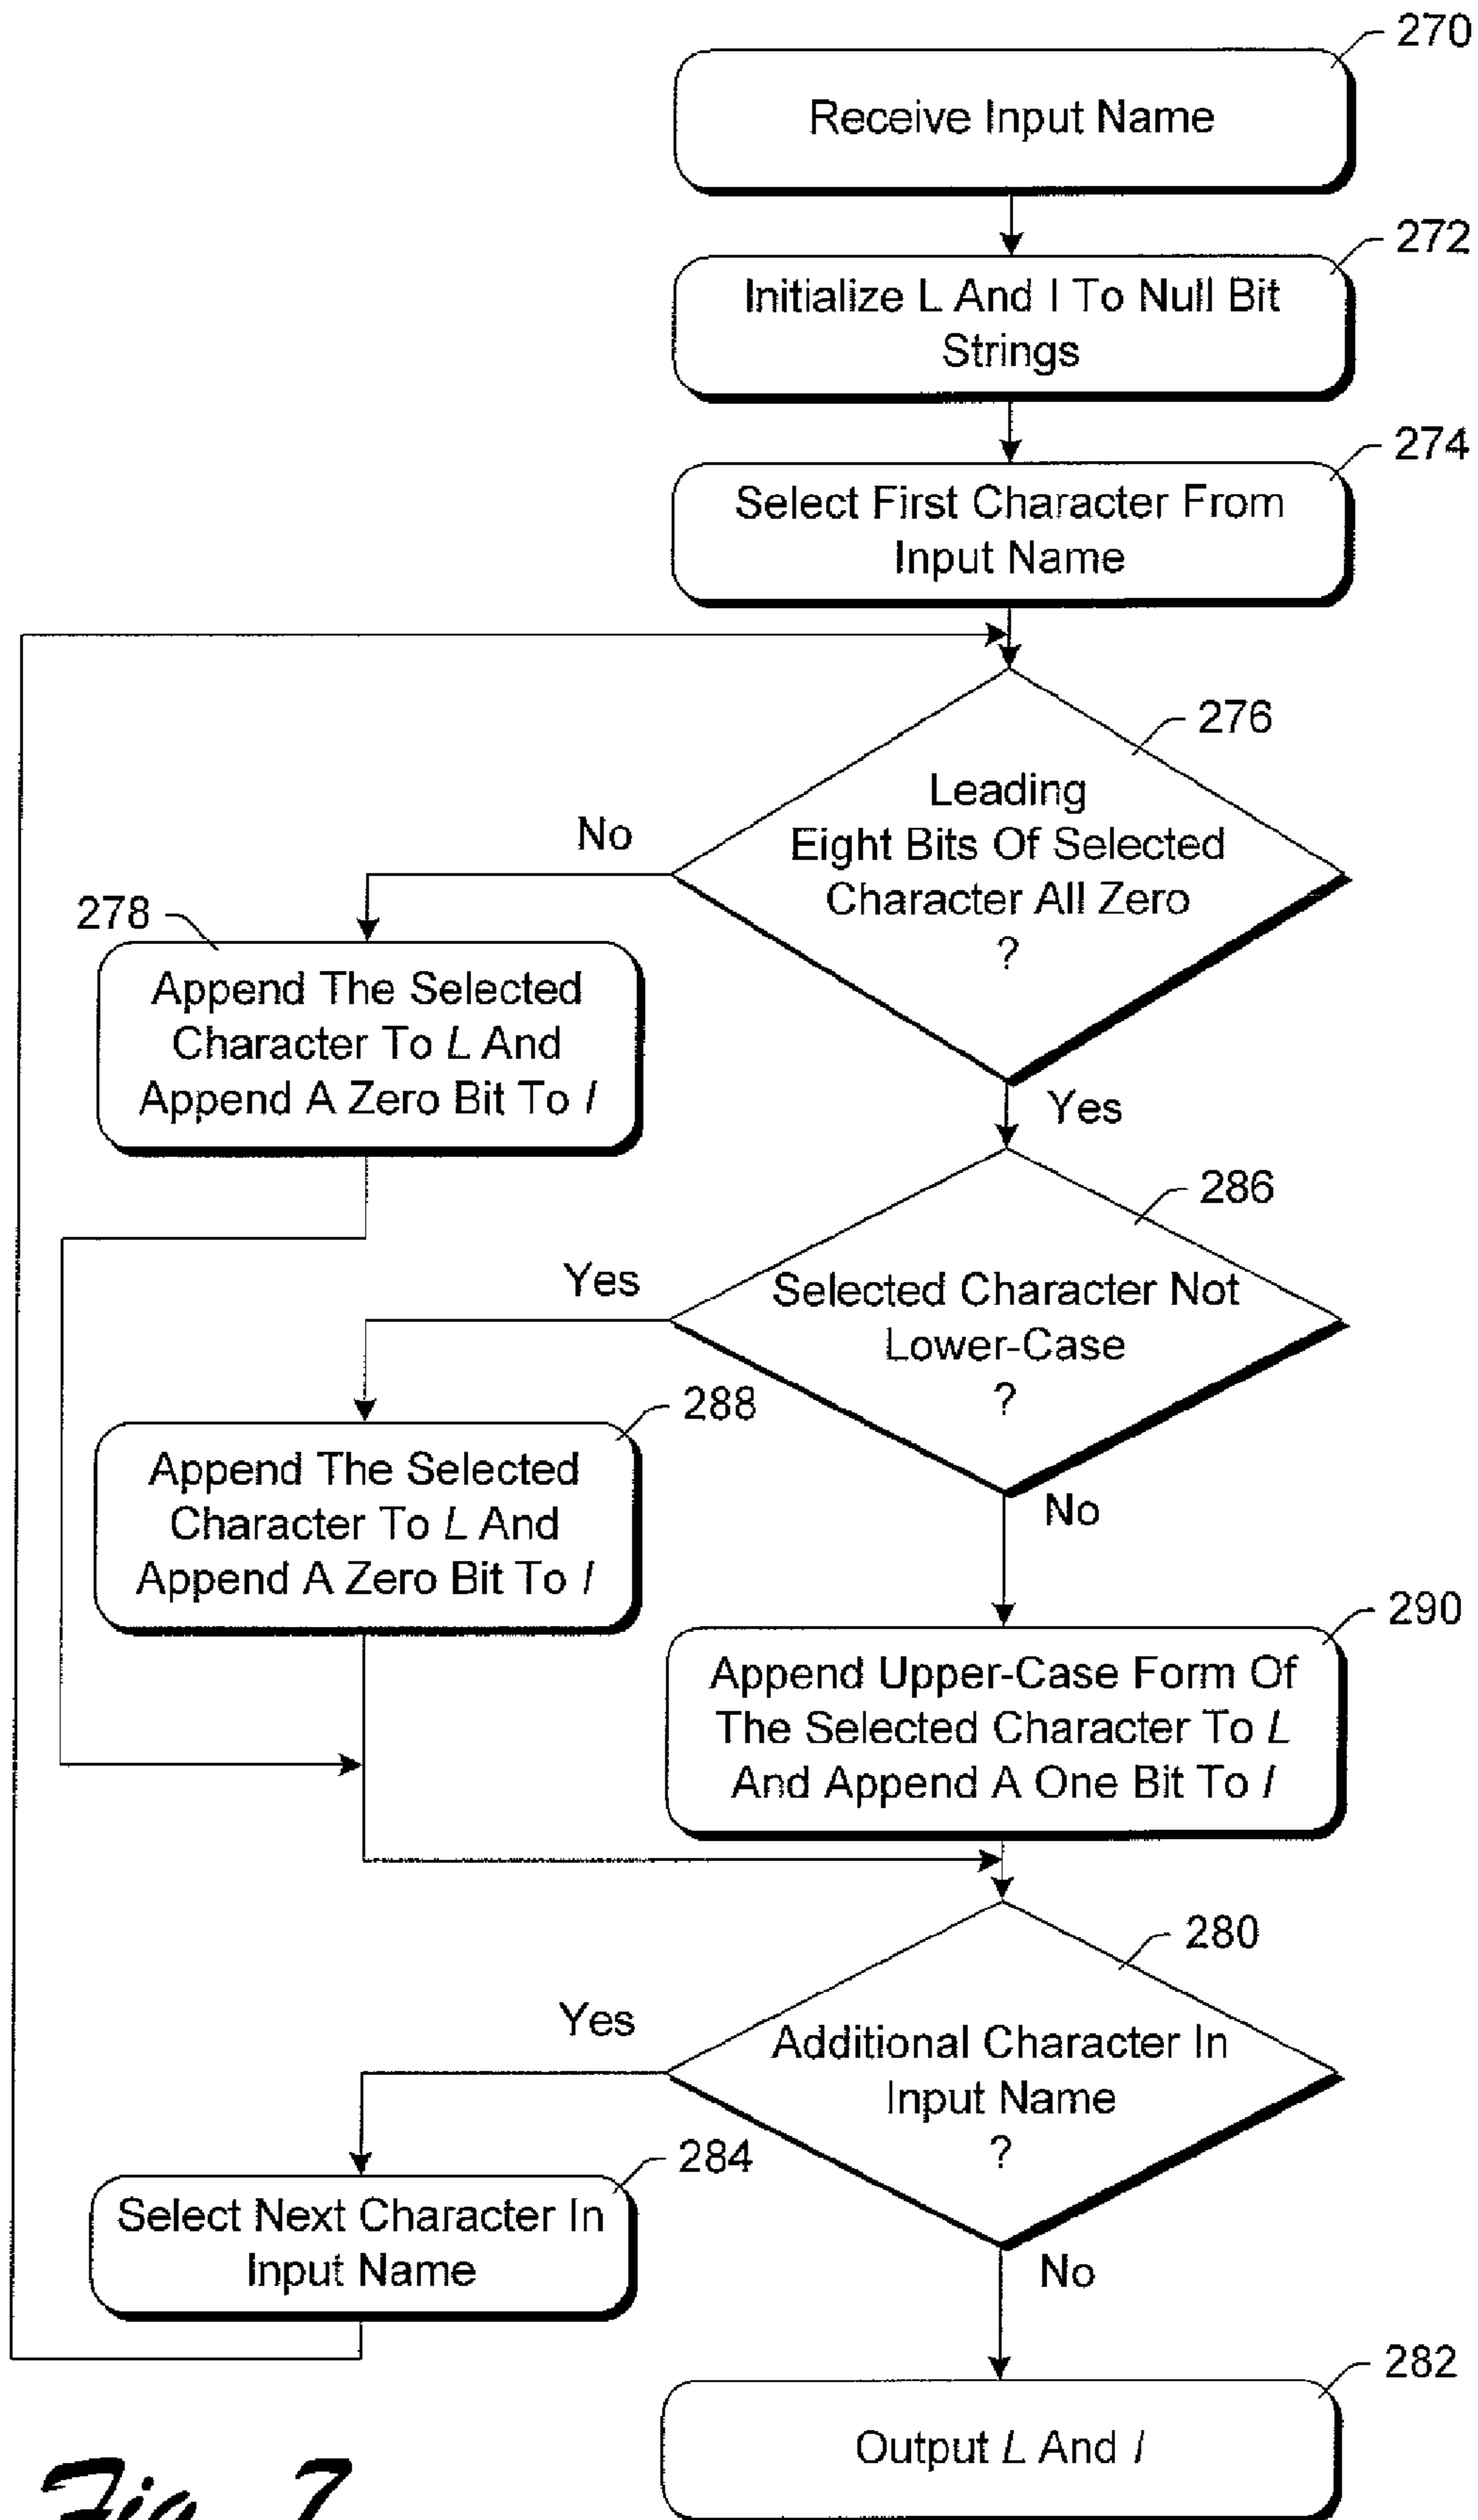 270
Receive Input Name
272
Initialize L And I To Null Bit
Strings
274
Select First Character From
Input Name
276
Leading
Eight Bits Of Selected
Character All Zero
?
No
278
Append The Selected
Character To L And
Append A Zero Bit To I
Yes
286
Selected Character Not
Lower-Case
?
Yes
288
Append The Selected
Character To L And
Append A Zero Bit To I
No
290
Append Upper-Case Form Of
The Selected Character To L
And Append A One Bit To I
280
Additional Character In
Input Name
?
Yes
284
Select Next Character In
Input Name
No
282
Output L And I
Fig. 7